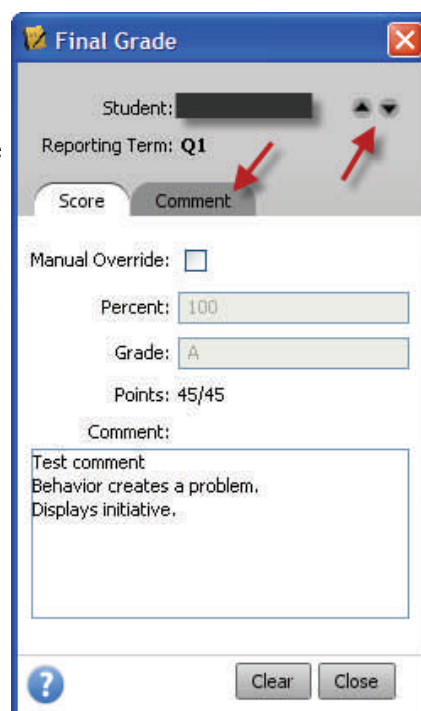 Final Grade
Student:
Reporting Term: Q1
Score Comment
Manual Override:
Percent: 100
Grade: A
Points: 45/45
Comment:
Test comment
Behavior creates a problem.
Displays initiative.
? Clear Close